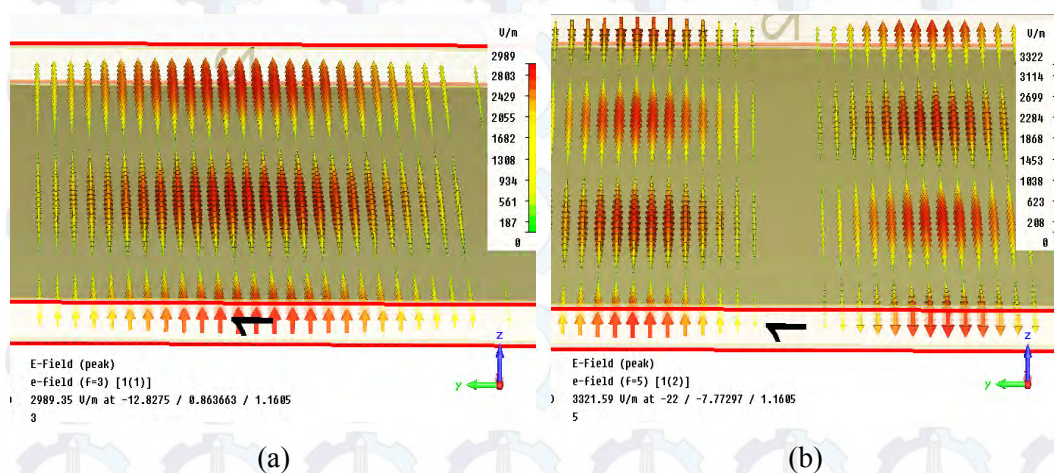 V/m
2989
2803
2429
2055
1682
1308
934
561
187
0
z
y
E-Field (peak)
e-field (f=3) [1(1)]
2989.35 V/m at -12.8275 / 0.863663 / 1.1605
3
(a)
V/m
3322
3114
2699
2284
1868
1453
1038
623
208
0
z
y
E-Field (peak)
e-field (f=5) [1(2)]
3321.59 V/m at -22 / -7.77297 / 1.1605
5
(b)